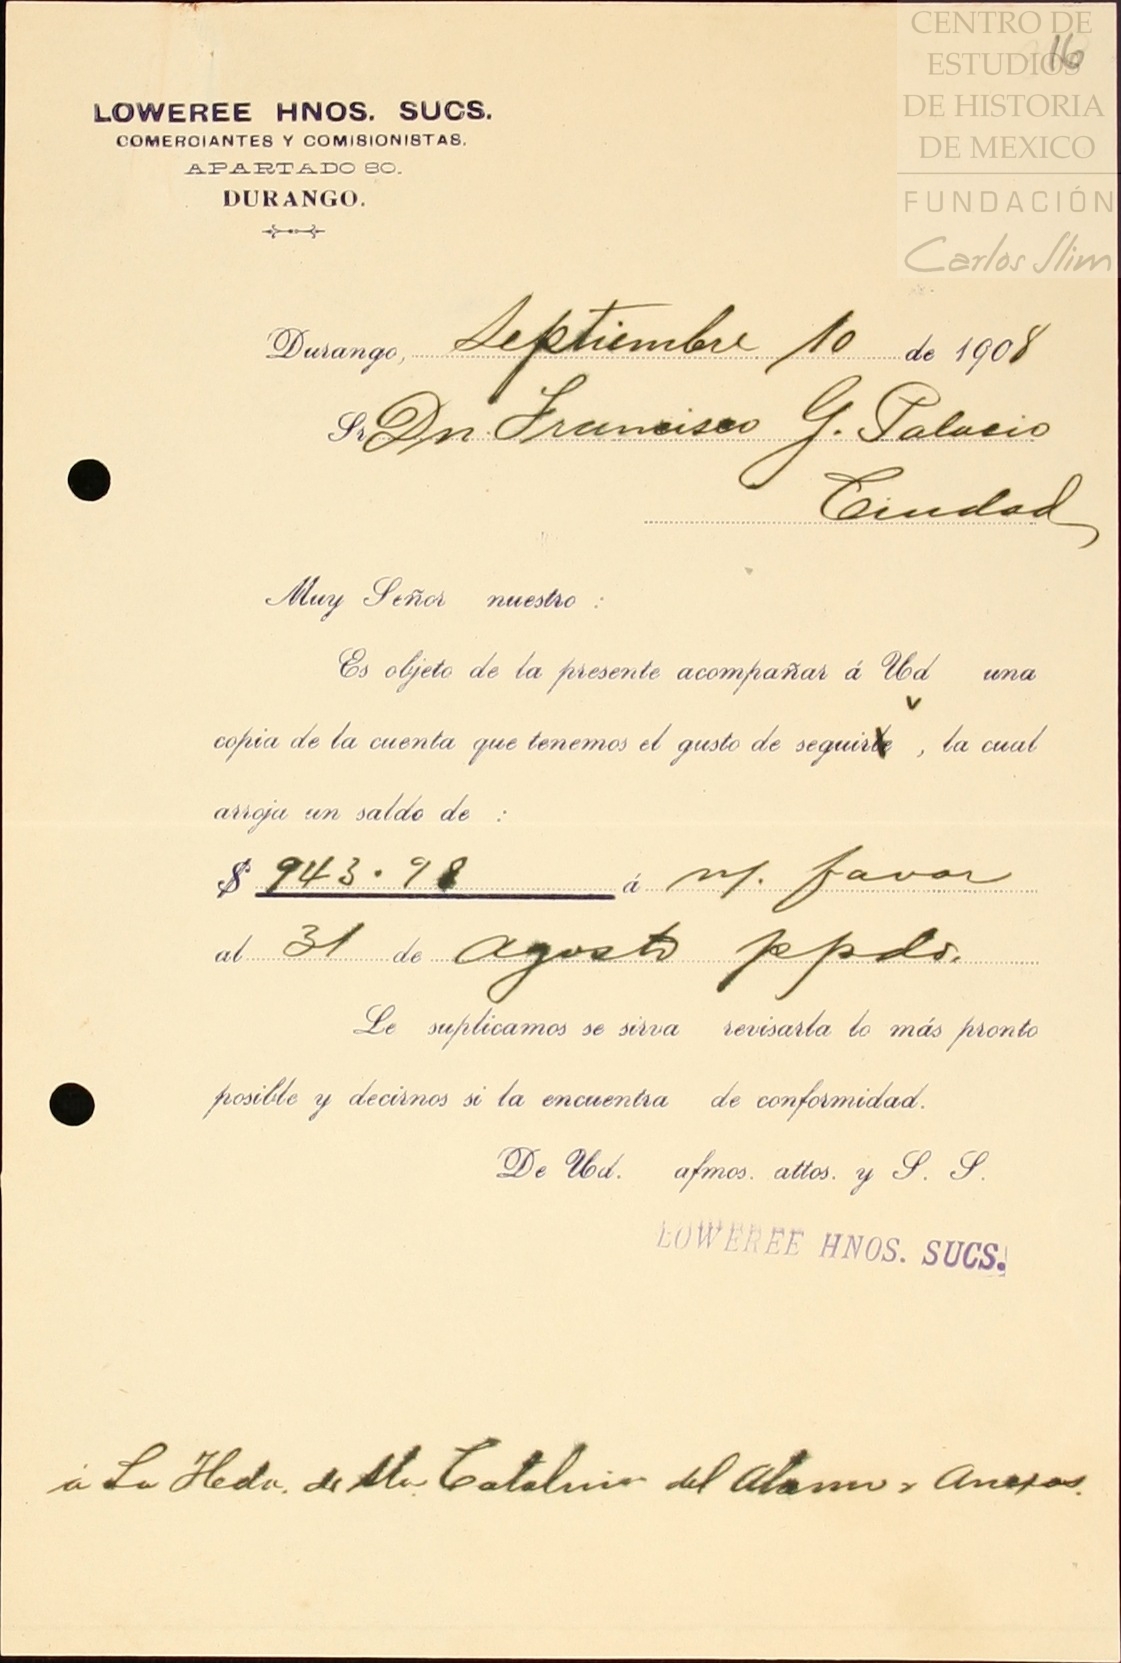 CENTRO DE
ESTUDIOS
DE HISTORIA
DE MEXICO
FUNDACIÓN
Carlos Slim
16
LOWEREE HNOS. SUCS.
COMERCIANTES Y COMISIONISTAS.
APARTADO 80.
DURANGO.
Durango, Septiembre 10 de 1908
Sr Dn Francisco G. Palacio
Ciudad
Muy Señor nuestro :
Es objeto de la presente acompañar á Ud una
copia de la cuenta que tenemos el gusto de seguirle , la cual
arroja un saldo de :
$ 943.98 á n/. favor
al 31 de agosto ppdo.
Le suplicamos se sirva revisarla lo más pronto
posible y decirnos si la encuentra de conformidad.
De Ud. afmos. attos. y S. S.
LOWEREE HNOS. SUCS.
á La Hcda. de Sta. Catalina del Alamo y Anexos.